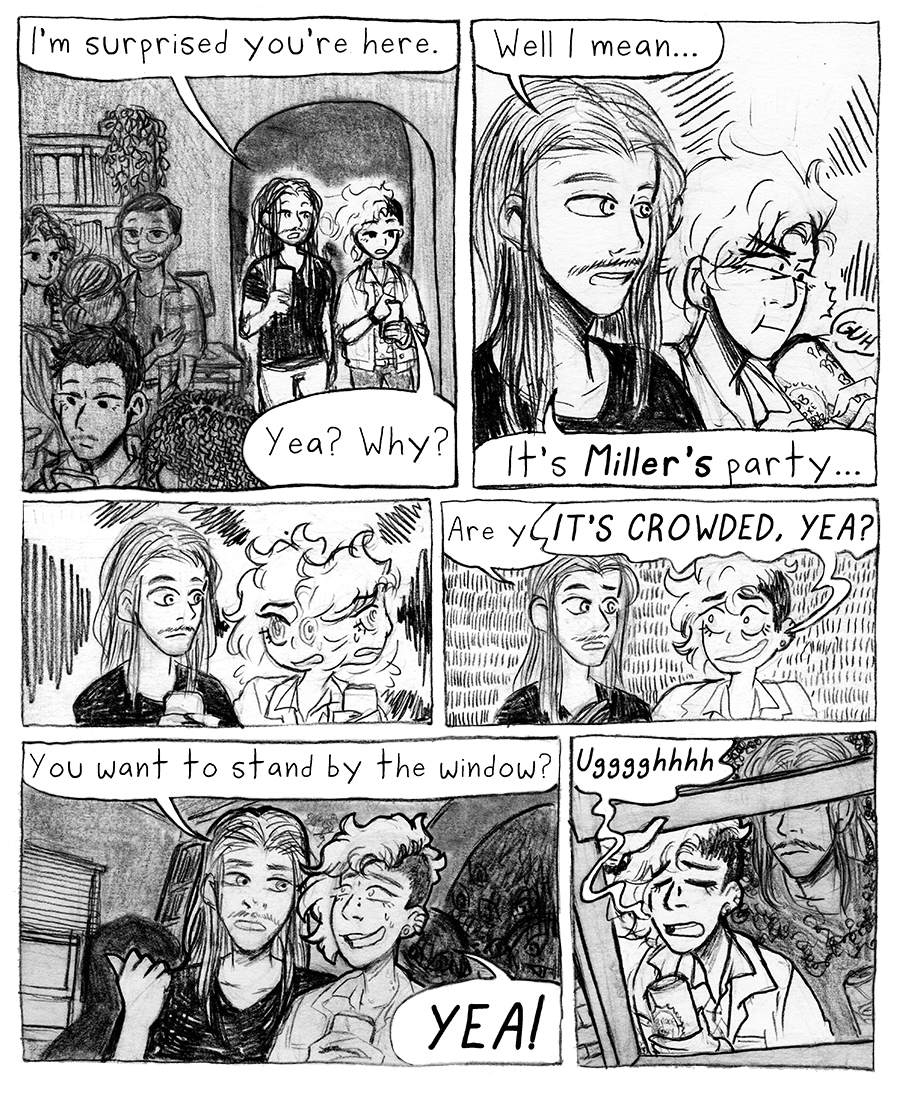 I'm surprised you're here.
Yea? Why?
Well I mean...
GUH
It's Miller's party...
Are y
IT'S CROWDED, YEA?
You want to stand by the window?
YEA!
Uggggghhhh